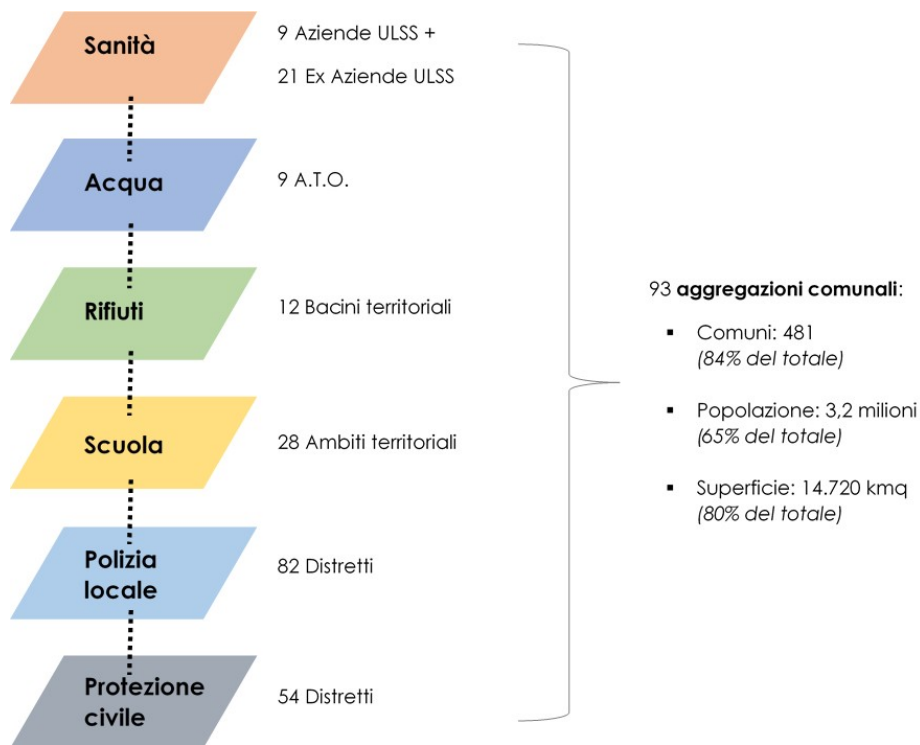 Sanità
9 Aziende ULSS +
21 Ex Aziende ULSS
Acqua
9 A.T.O.
Rifiuti
12 Bacini territoriali
Scuola
28 Ambiti territoriali
Polizia
locale
82 Distretti
Protezione
civile
54 Distretti
93 aggregazioni comunali:
▪ Comuni: 481
(84% del totale)
▪ Popolazione: 3,2 milioni
(65% del totale)
▪ Superficie: 14.720 kmq
(80% del totale)